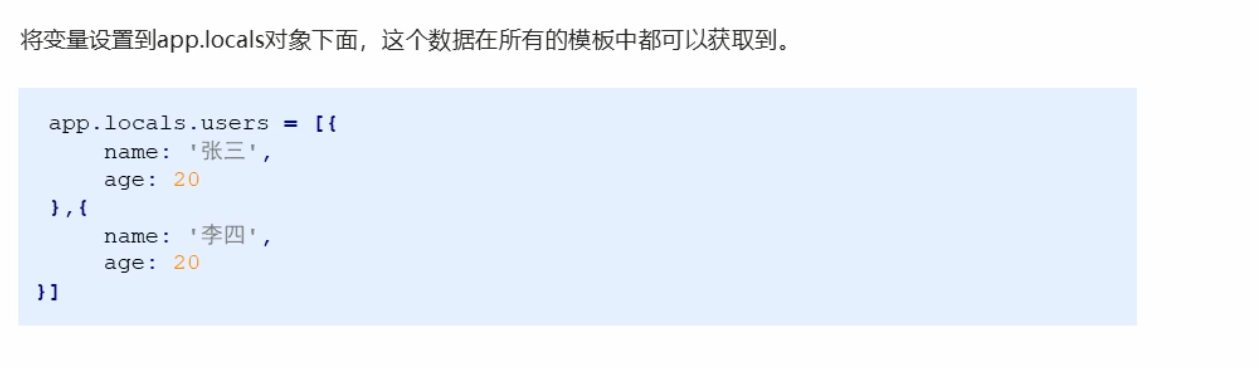 将变量设置到app.locals对象下面，这个数据在所有的模板中都可以获取到。
app.locals.users = [{
name: '张三',
age: 20
},{
name: '李四',
age: 20
}]